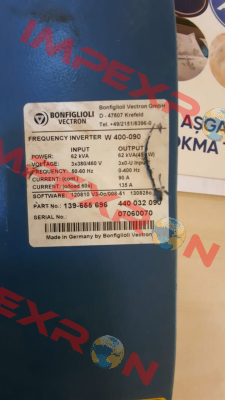 BONFIGLIOLI
VECTRON
Bonfiglioli Vectron GmbH
D - 47807 Krefeld
Tel. +49/2151/8396-0
FREQUENCY INVERTER W 400-090
INPUT OUTPUT
POWER: 62 kVA 62 kVA
VOLTAGE: 3x380/460 V 3x0-U Input
FREQUENCY: 50-60 Hz 0-400 Hz
CURRENT: (cont.) 90 A
CURRENT: 135 A
SOFTWARE:
PART No.: 139-666 696 440 032 090
SERIAL No.: 07060070
Made in Germany by Bonfiglioli Vectron
AŞGA
OKMA
IMPEXRON
IMPEXRON